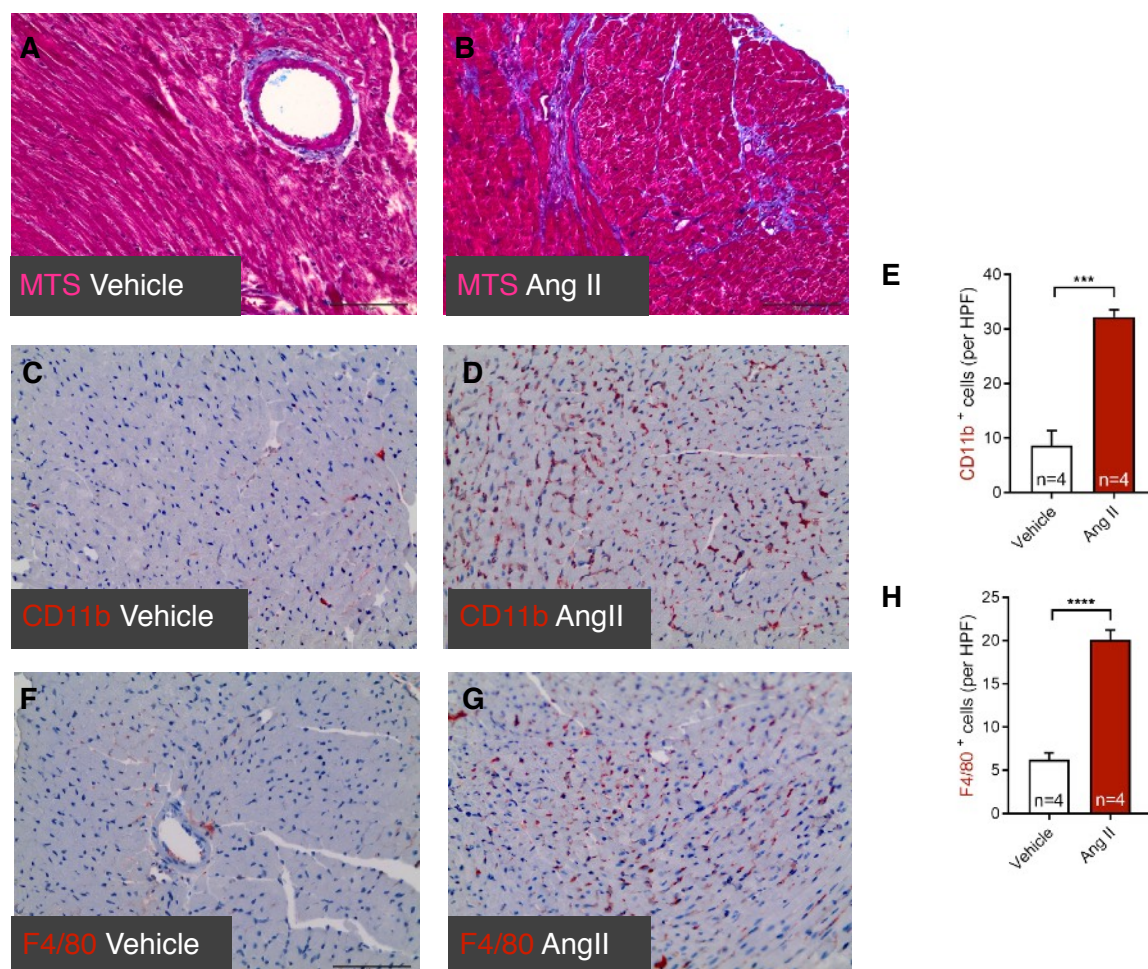 A
B
MTS Vehicle
MTS Ang II
C
D
CD11b Vehicle
CD11b AngII
E
CD11b + cells (per HPF)
40
30
20
10
0
***
n=4
n=4
Vehicle
Ang II
F
G
F4/80 Vehicle
F4/80 AngII
H
F4/80 + cells (per HPF)
25
20
15
10
5
0
****
n=4
n=4
Vehicle
Ang II